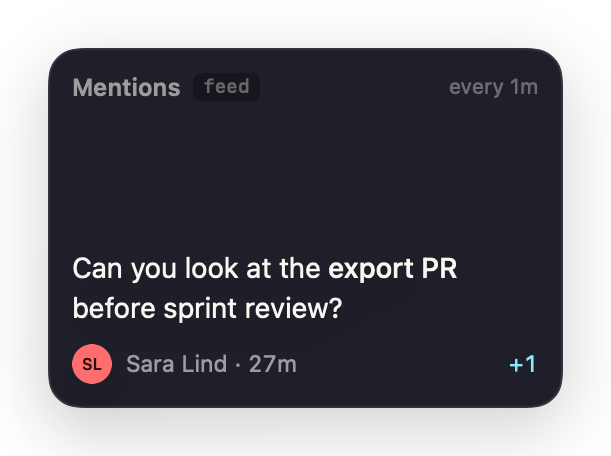 Mentions feed every 1m
Can you look at the export PR
before sprint review?
SL Sara Lind · 27m +1